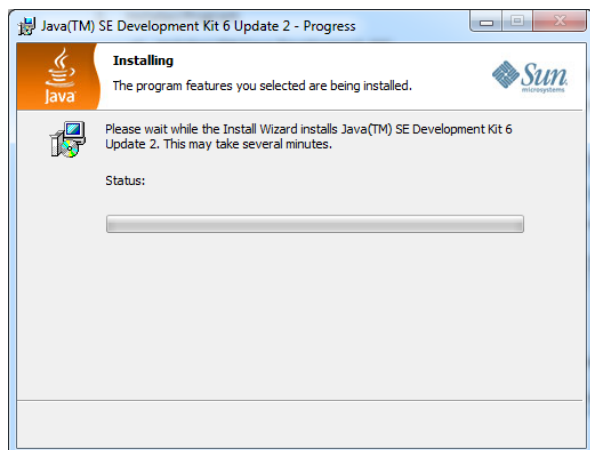 Java(TM) SE Development Kit 6 Update 2 - Progress
Java
Installing
The program features you selected are being installed.
Sun
microsystems
Please wait while the Install Wizard installs Java(TM) SE Development Kit 6
Update 2. This may take several minutes.
Status: